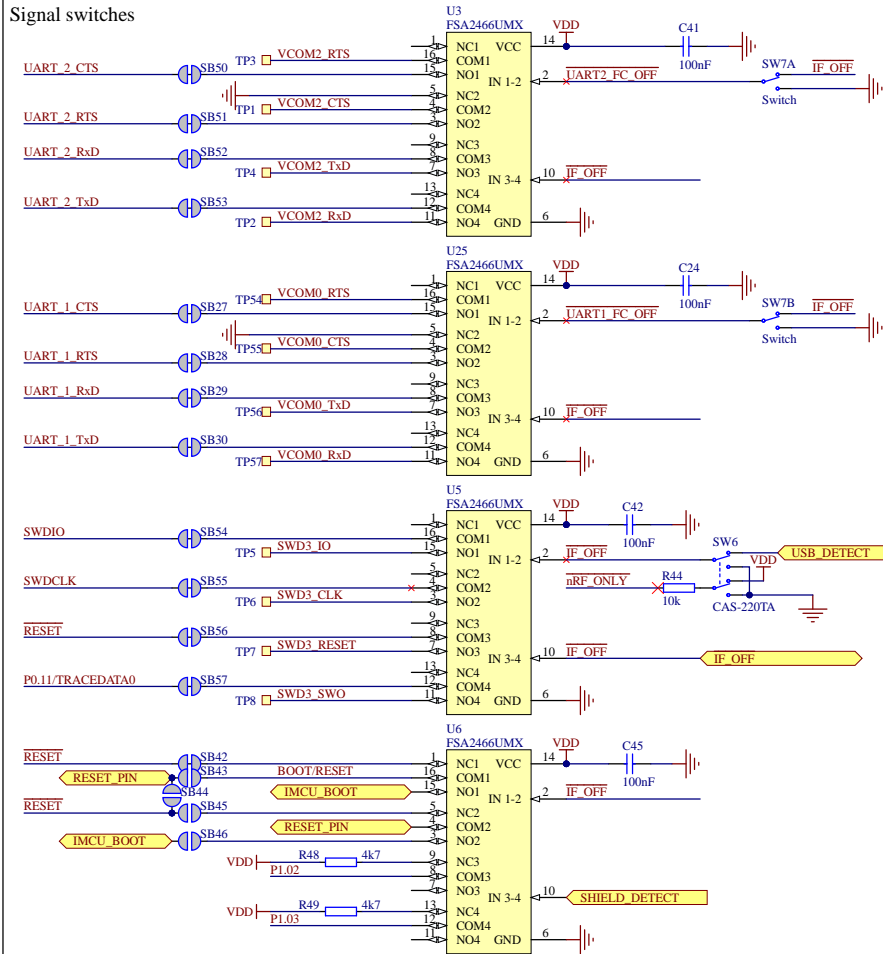 Signal switches
U3
FSA2466UMX
VDD
C41
100nF
1 NC1 VCC 14
TP3 VCOM2_RTS 16 COM1
UART_2_CTS SB50 15 NO1
IN 1-2 2 UART2_FC_OFF
SW7A
IF_OFF
Switch
5 NC2
TP1 VCOM2_CTS 4 COM2
UART_2_RTS SB51 3 NO2
9 NC3
UART_2_RxD SB52 8 COM3
TP4 VCOM2_TxD 7 NO3
IN 3-4 10 IF_OFF
13 NC4
UART_2_TxD SB53 12 COM4
TP2 VCOM2_RxD 11 NO4 GND 6
U25
FSA2466UMX
VDD
C24
100nF
1 NC1 VCC 14
TP54 VCOM0_RTS 16 COM1
UART_1_CTS SB27 15 NO1
IN 1-2 2 UART1_FC_OFF
SW7B
IF_OFF
Switch
5 NC2
TP55 VCOM0_CTS 4 COM2
UART_1_RTS SB28 3 NO2
9 NC3
UART_1_RxD SB29 8 COM3
TP56 VCOM0_TxD 7 NO3
IN 3-4 10 IF_OFF
13 NC4
UART_1_TxD SB30 12 COM4
TP57 VCOM0_RxD 11 NO4 GND 6
U5
FSA2466UMX
VDD
C42
100nF
1 NC1 VCC 14
SWDIO SB54 16 COM1
TP5 SWD3_IO 15 NO1
IN 1-2 2 IF_OFF
SW6
USB_DETECT
VDD
5 NC2
SWDCLK SB55 4 COM2
nRF_ONLY R44
10k
CAS-220TA
TP6 SWD3_CLK 3 NO2
9 NC3
RESET SB56 8 COM3
TP7 SWD3_RESET 7 NO3
IN 3-4 10 IF_OFF IF_OFF
13 NC4
P0.11/TRACEDATA0 SB57 12 COM4
TP8 SWD3_SWO 11 NO4 GND 6
U6
FSA2466UMX
VDD
C45
100nF
RESET SB42 1 NC1 VCC 14
RESET_PIN SB43 BOOT/RESET 16 COM1
SB44 IMCU_BOOT 15 NO1
IN 1-2 2 IF_OFF
RESET SB45 5 NC2
RESET_PIN 4 COM2
IMCU_BOOT SB46 3 NO2
VDD R48 4k7 9 NC3
P1.02 8 COM3
7 NO3
IN 3-4 10 SHIELD_DETECT
VDD R49 4k7 13 NC4
P1.03 12 COM4
11 NO4 GND 6